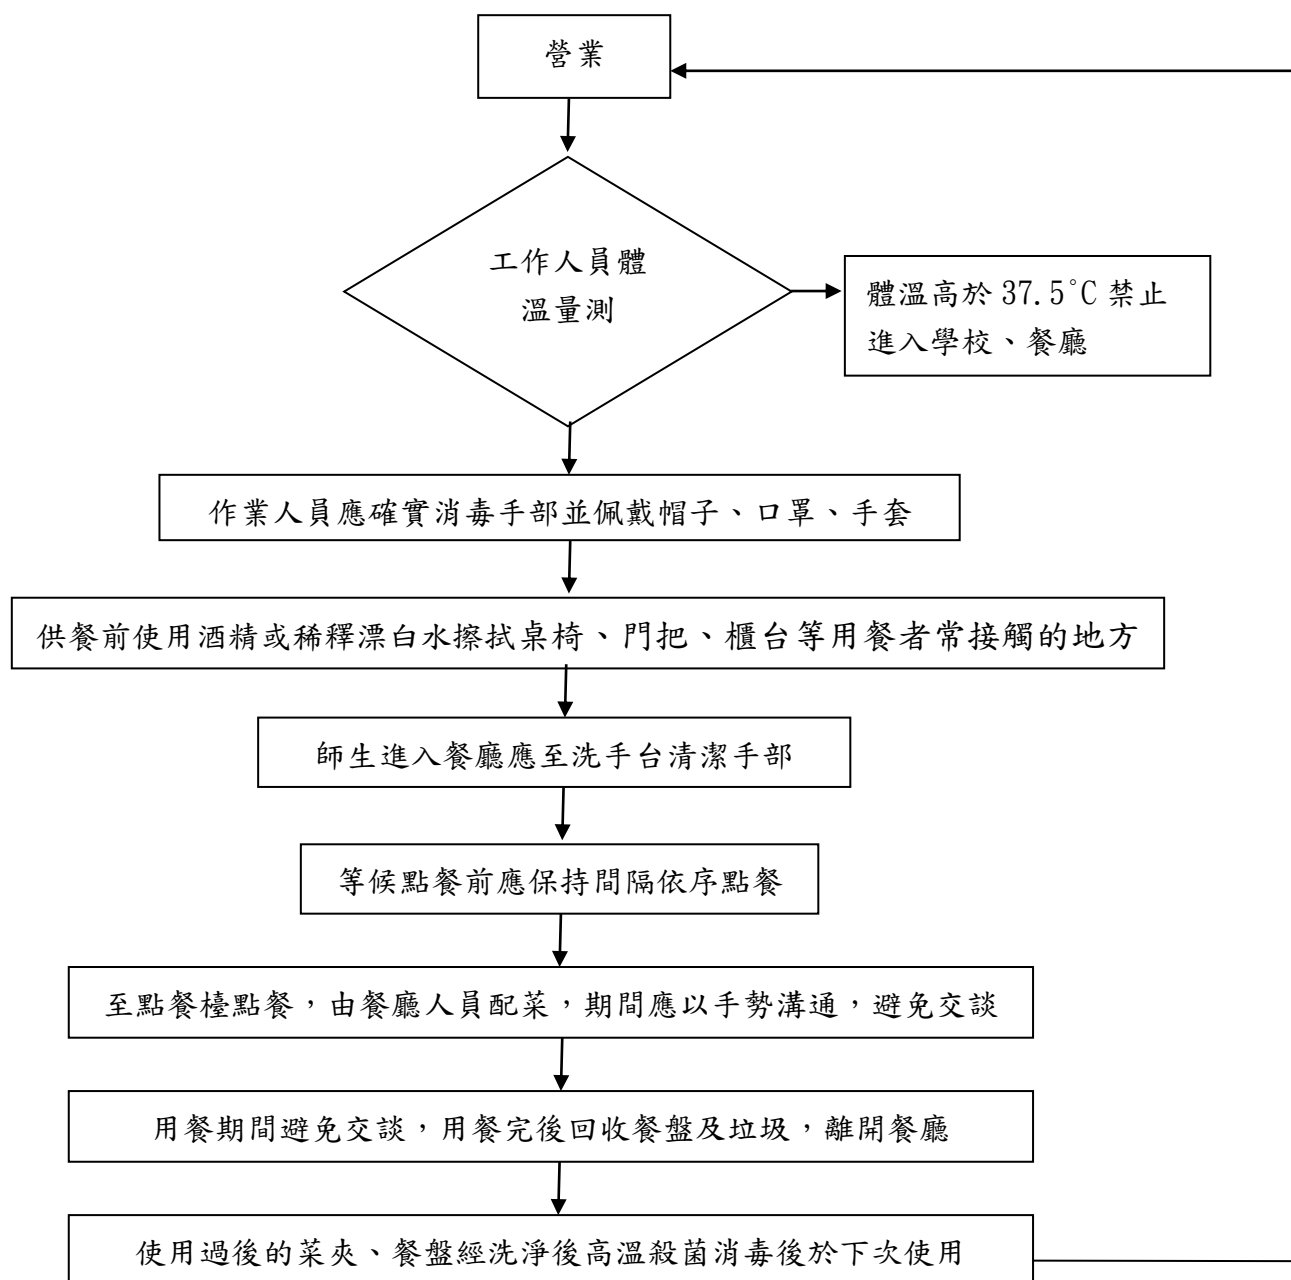 營業
工作人員體
溫量測
體溫高於 37.5°C 禁止
進入學校、餐廳
作業人員應確實消毒手部並佩戴帽子、口罩、手套
供餐前使用酒精或稀釋漂白水擦拭桌椅、門把、櫃台等用餐者常接觸的地方
師生進入餐廳應至洗手台清潔手部
等候點餐前應保持間隔依序點餐
至點餐檯點餐，由餐廳人員配菜，期間應以手勢溝通，避免交談
用餐期間避免交談，用餐完後回收餐盤及垃圾，離開餐廳
使用過後的菜夾、餐盤經洗淨後高溫殺菌消毒後於下次使用